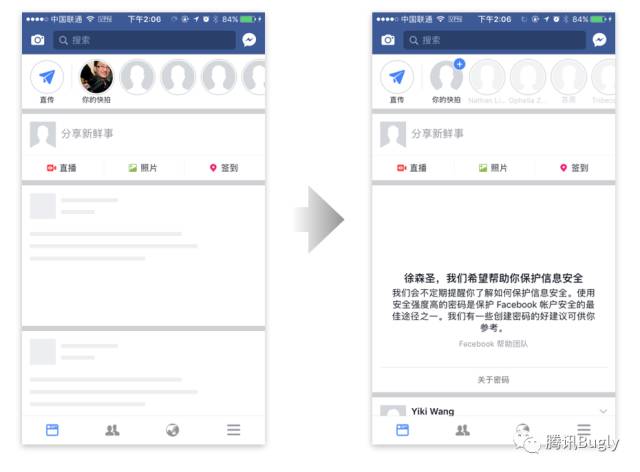 中国联通 VPN 下午2:06 84%
搜索
直传 你的快拍
分享新鲜事
直播 照片 签到
中国联通 VPN 下午2:06 84%
搜索
直传 你的快拍 Nathan Li... Ophelia Z... Tribeco
分享新鲜事
直播 照片 签到
徐森圣，我们希望帮助你保护信息安全
我们会不定期提醒你了解如何保护信息安全。使用
安全强度高的密码是保护 Facebook 帐户安全的最
佳途径之一。我们有一些创建密码的好建议可供你
参考。
Facebook 帮助团队
关于密码
Yiki Wang
腾讯Bugly